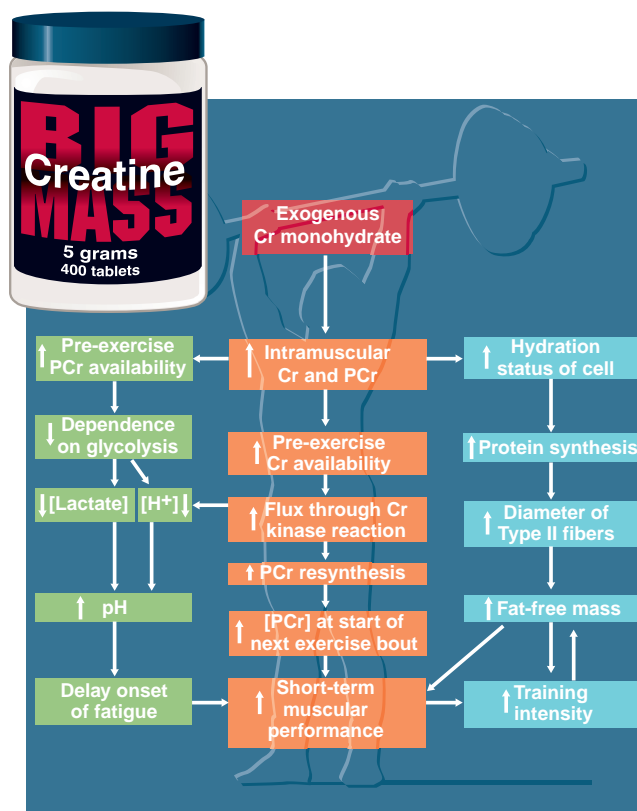 BIG
Creatine
MASS
5 grams
400 tablets
Exogenous
Cr monohydrate
↑ Pre-exercise
PCr availability
↑ Intramuscular
Cr and PCr
↑ Hydration
status of cell
↓ Dependence
on glycolysis
↑ Pre-exercise
Cr availability
↑ Protein synthesis
↓ [Lactate]
[H+] ↓
↑ Flux through Cr
kinase reaction
↑ Diameter of
Type II fibers
↑ PCr resynthesis
↑ pH
↑ [PCr] at start of
next exercise bout
↑ Fat-free mass
Delay onset
of fatigue
↑ Short-term
muscular
performance
↑ Training
intensity